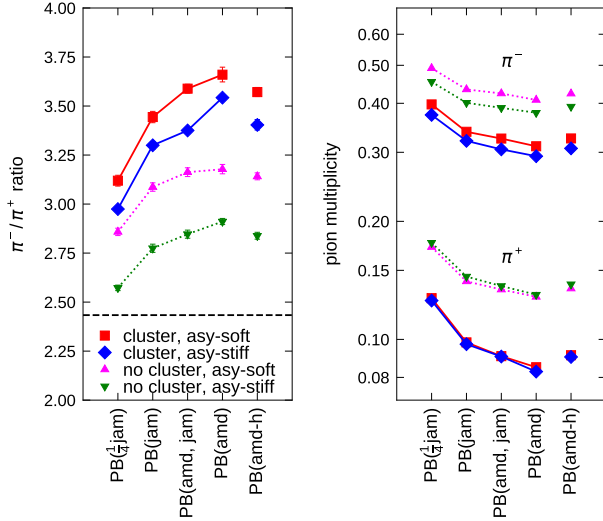 4.00
3.75
3.50
3.25
3.00
2.75
2.50
2.25
2.00
π⁻/π⁺ ratio
cluster, asy-soft
cluster, asy-stiff
no cluster, asy-soft
no cluster, asy-stiff
PB(¼jam)
PB(jam)
PB(amd, jam)
PB(amd)
PB(amd-h)
0.60
0.50
0.40
0.30
0.20
0.15
0.10
0.08
pion multiplicity
π⁻
π⁺
PB(¼jam)
PB(jam)
PB(amd, jam)
PB(amd)
PB(amd-h)